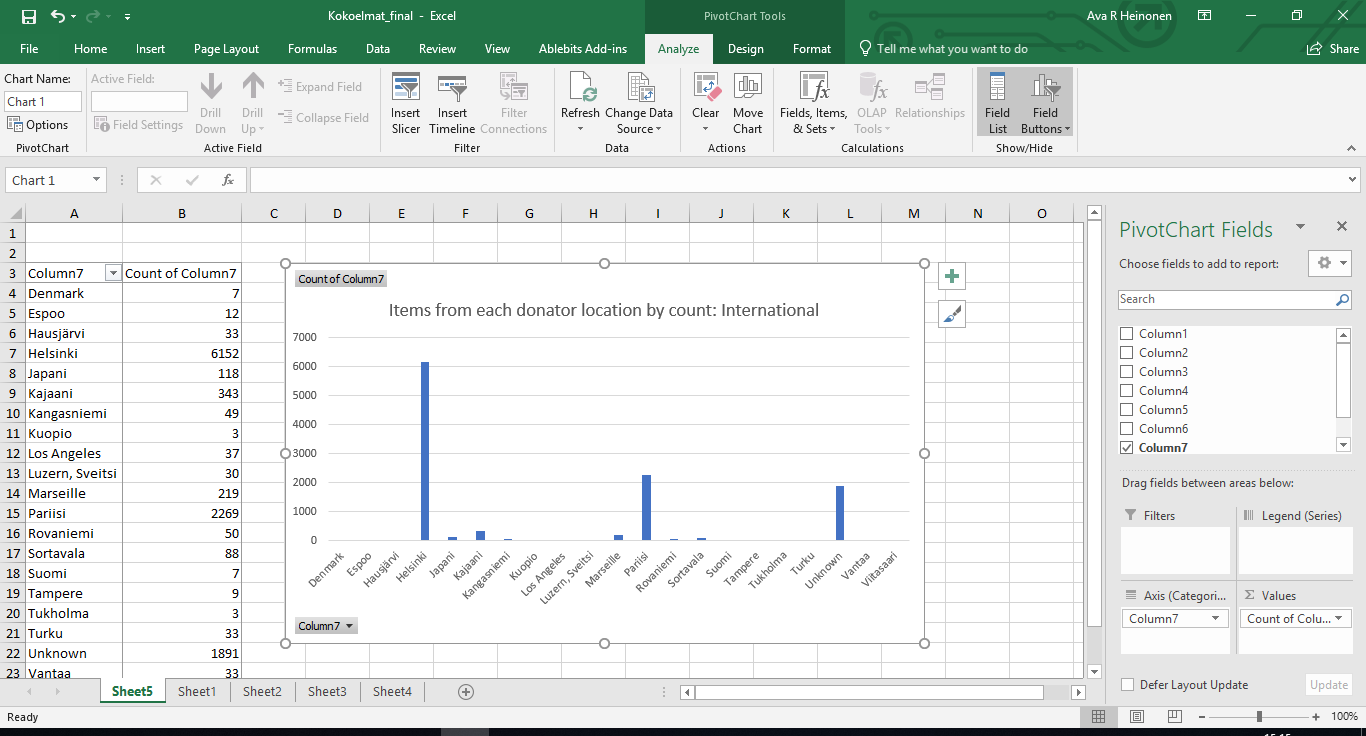 Kokoelmat_final - Excel
PivotChart Tools
Ava R Heinonen
File Home Insert Page Layout Formulas Data Review View Ablebits Add-ins Analyze Design Format Tell me what you want to do Share
Chart Name:
Chart 1
Options
PivotChart
Active Field:
Field Settings
Drill Down
Drill Up
Expand Field
Collapse Field
Active Field
Insert Slicer
Insert Timeline
Filter Connections
Filter
Refresh
Change Data Source
Data
Clear
Move Chart
Actions
Fields, Items, & Sets
OLAP Tools
Relationships
Calculations
Field List
Field Buttons
Show/Hide
Chart 1
fx
A B C D E F G H I J K L M N O
1
2
3 Column7 Count of Column7
4 Denmark 7
5 Espoo 12
6 Hausjärvi 33
7 Helsinki 6152
8 Japani 118
9 Kajaani 343
10 Kangasniemi 49
11 Kuopio 3
12 Los Angeles 37
13 Luzern, Sveitsi 30
14 Marseille 219
15 Pariisi 2269
16 Rovaniemi 50
17 Sortavala 88
18 Suomi 7
19 Tampere 9
20 Tukholma 3
21 Turku 33
22 Unknown 1891
23 Vantaa 33
Count of Column7
Items from each donator location by count: International
7000
6000
5000
4000
3000
2000
1000
0
Denmark Espoo Hausjärvi Helsinki Japani Kajaani Kangasniemi Kuopio Los Angeles Luzern, Sveitsi Marseille Pariisi Rovaniemi Sortavala Suomi Tampere Tukholma Turku Unknown Vantaa Viitasaari
Column7
PivotChart Fields
Choose fields to add to report:
Search
Column1
Column2
Column3
Column4
Column5
Column6
Column7
Drag fields between areas below:
Filters
Legend (Series)
Axis (Categori...
Σ Values
Column7
Count of Colu...
Defer Layout Update
Update
Sheet5 Sheet1 Sheet2 Sheet3 Sheet4
Ready
100%